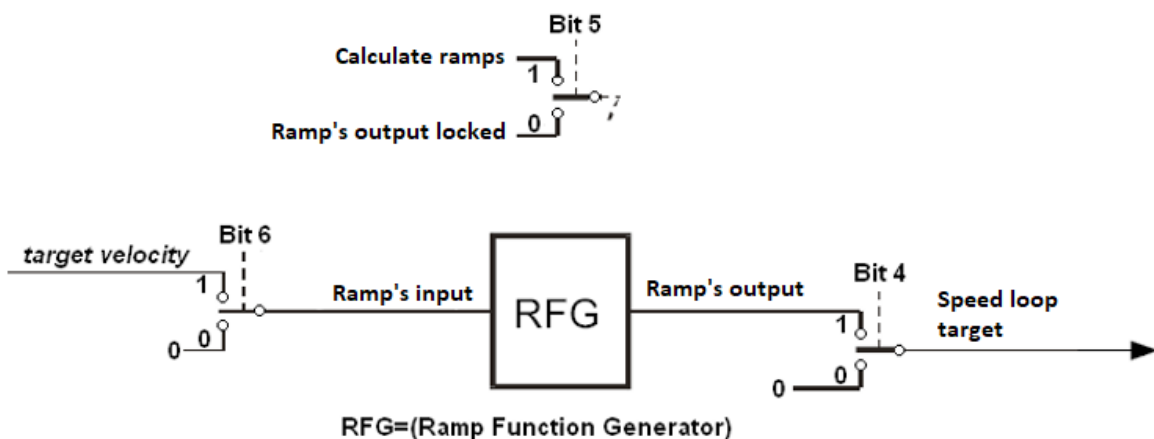 Bit 5
Calculate ramps
1
0
Ramp's output locked
Bit 6
target velocity
1
0
0
Ramp's input
RFG
Ramp's output
Bit 4
1
0
0
Speed loop
target
RFG=(Ramp Function Generator)